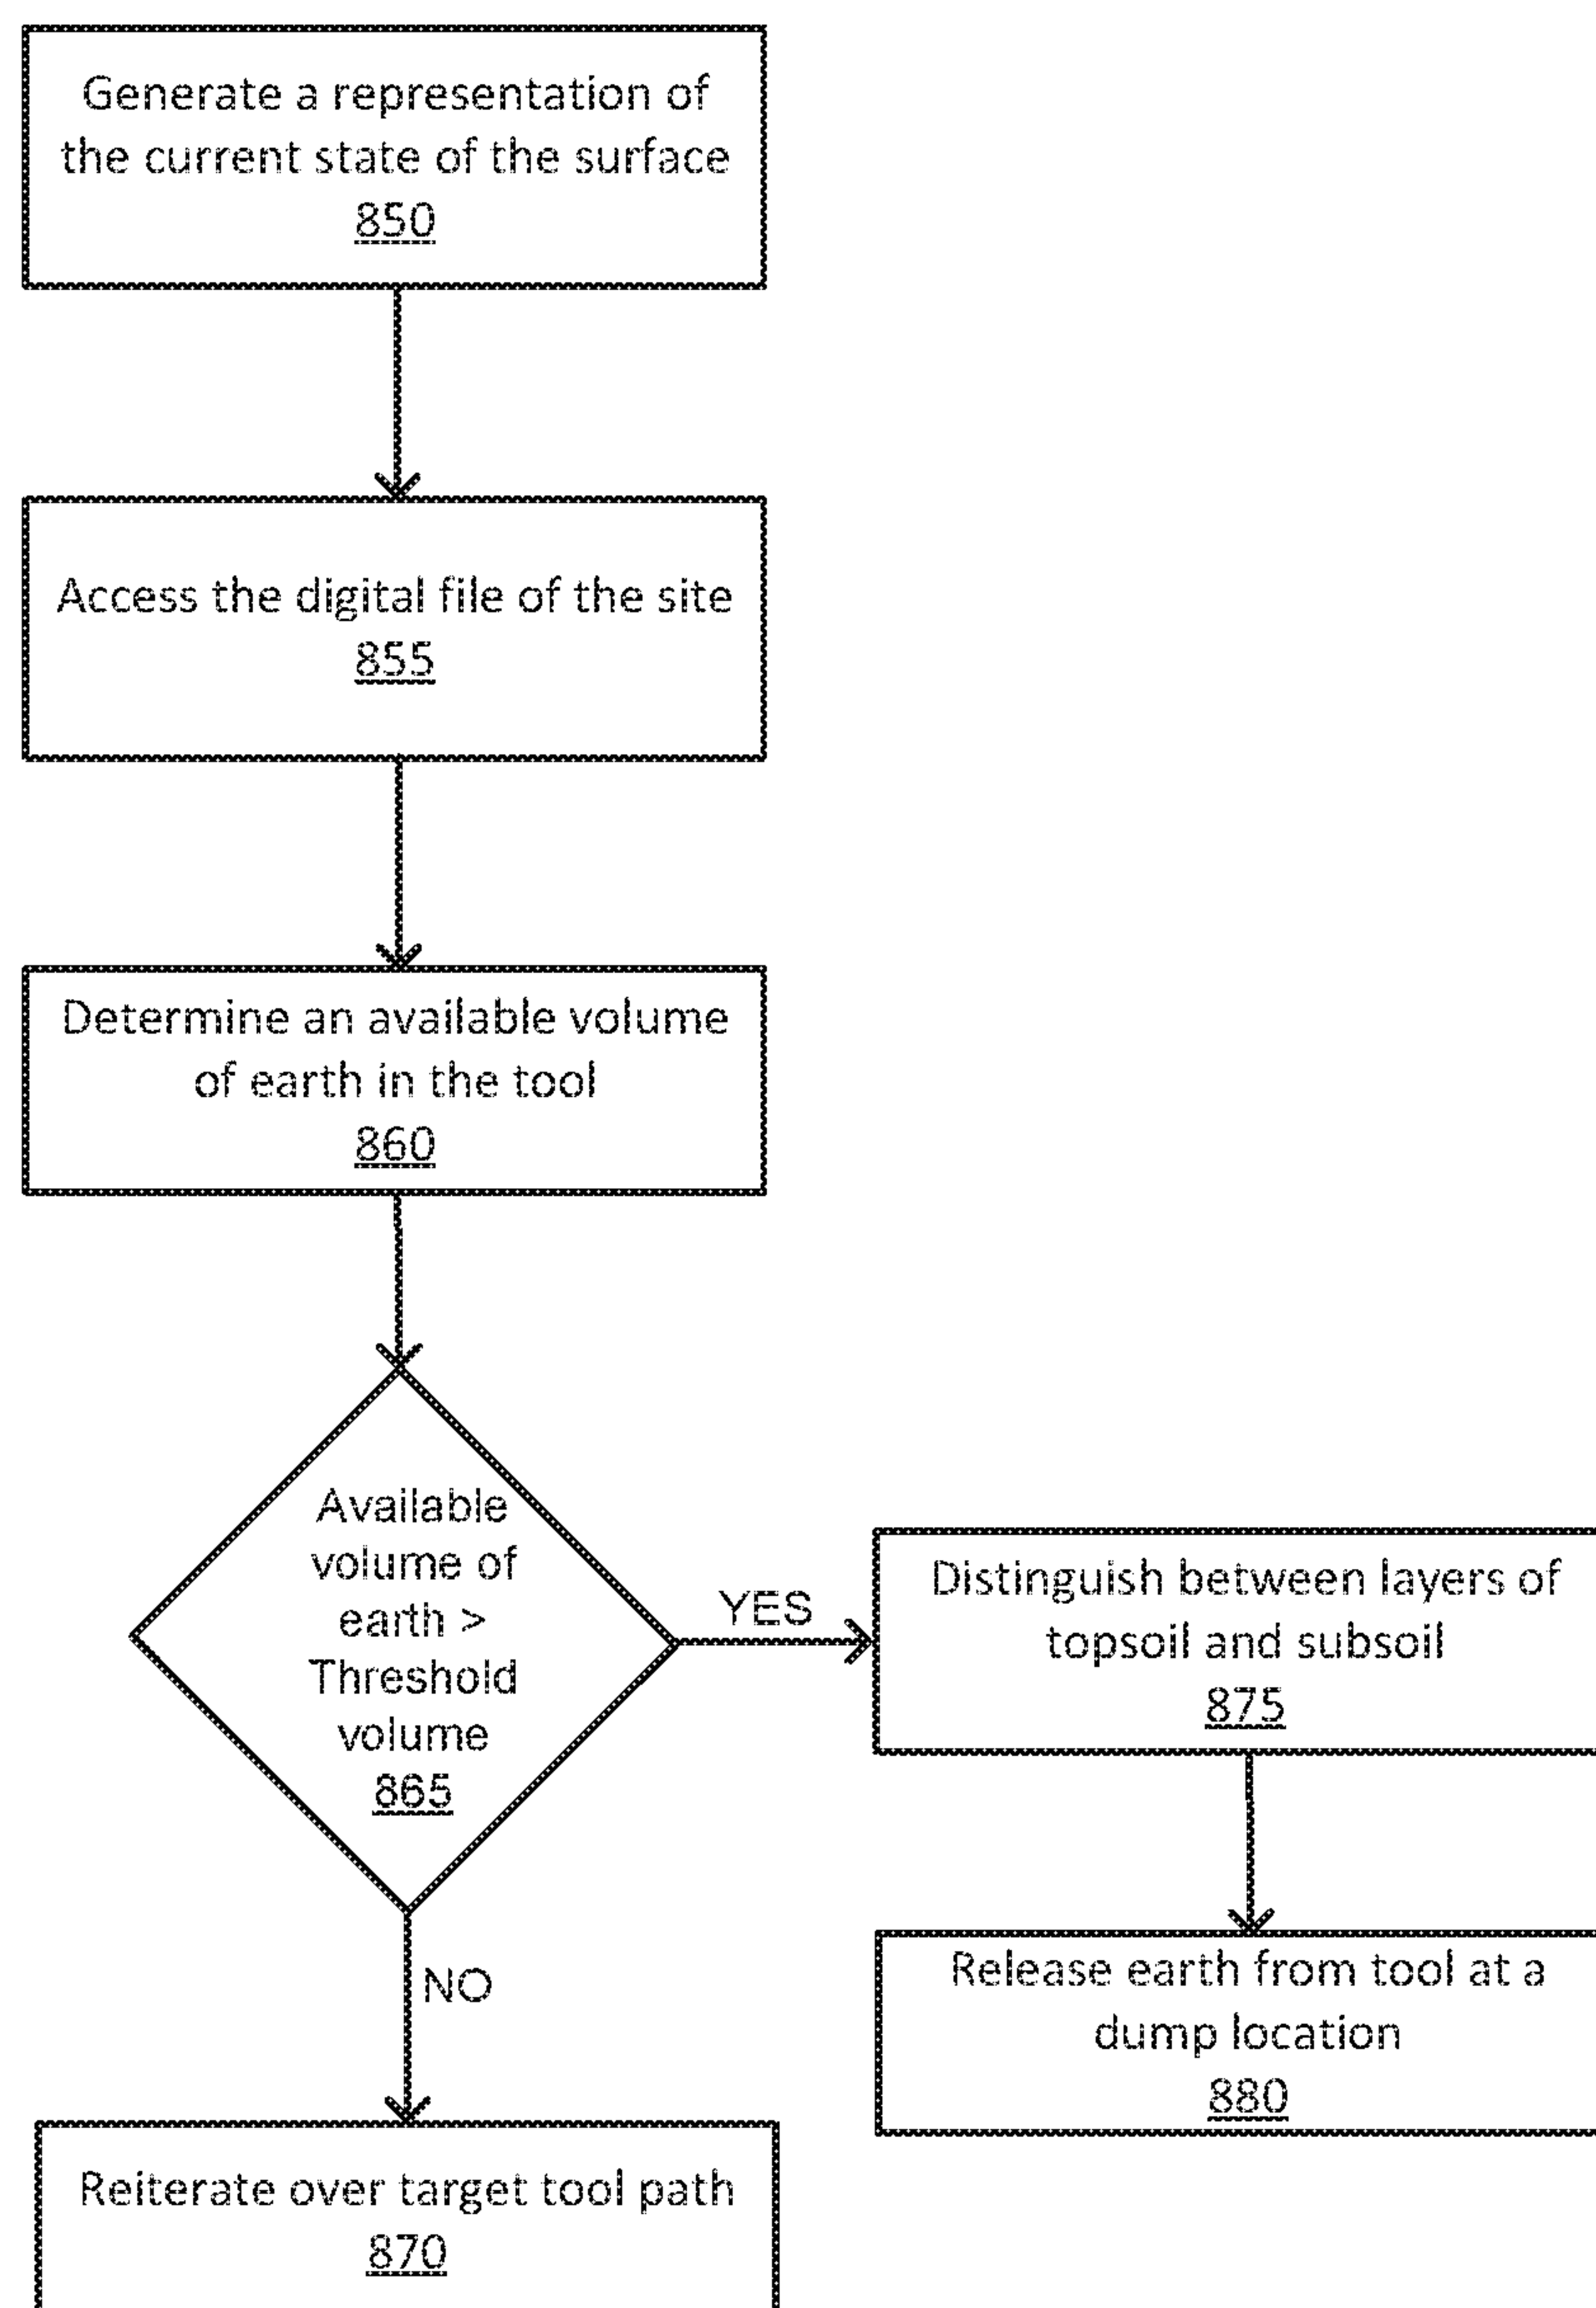 Generate a representation of
the current state of the surface
850
Access the digital file of the site
855
Determine an available volume
of earth in the tool
860
Available
volume of
earth >
Threshold
volume
865
YES
Distinguish between layers of
topsoil and subsoil
875
Release earth from tool at a
dump location
880
NO
Reiterate over target tool path
870